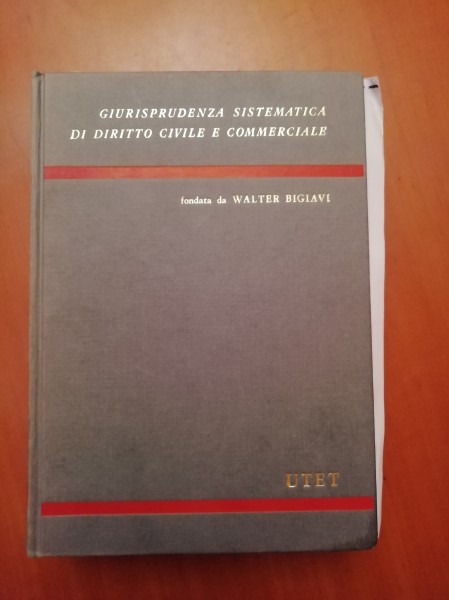 GIURISPRUDENZA SISTEMATICA
DI DIRITTO CIVILE E COMMERCIALE
fondata da WALTER BIGIAVI
UTET